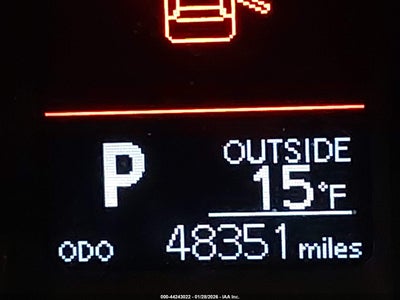 P
OUTSIDE
15°F
ODO 48351 miles
000-44243022 - 01/28/2026 - IAA Inc.